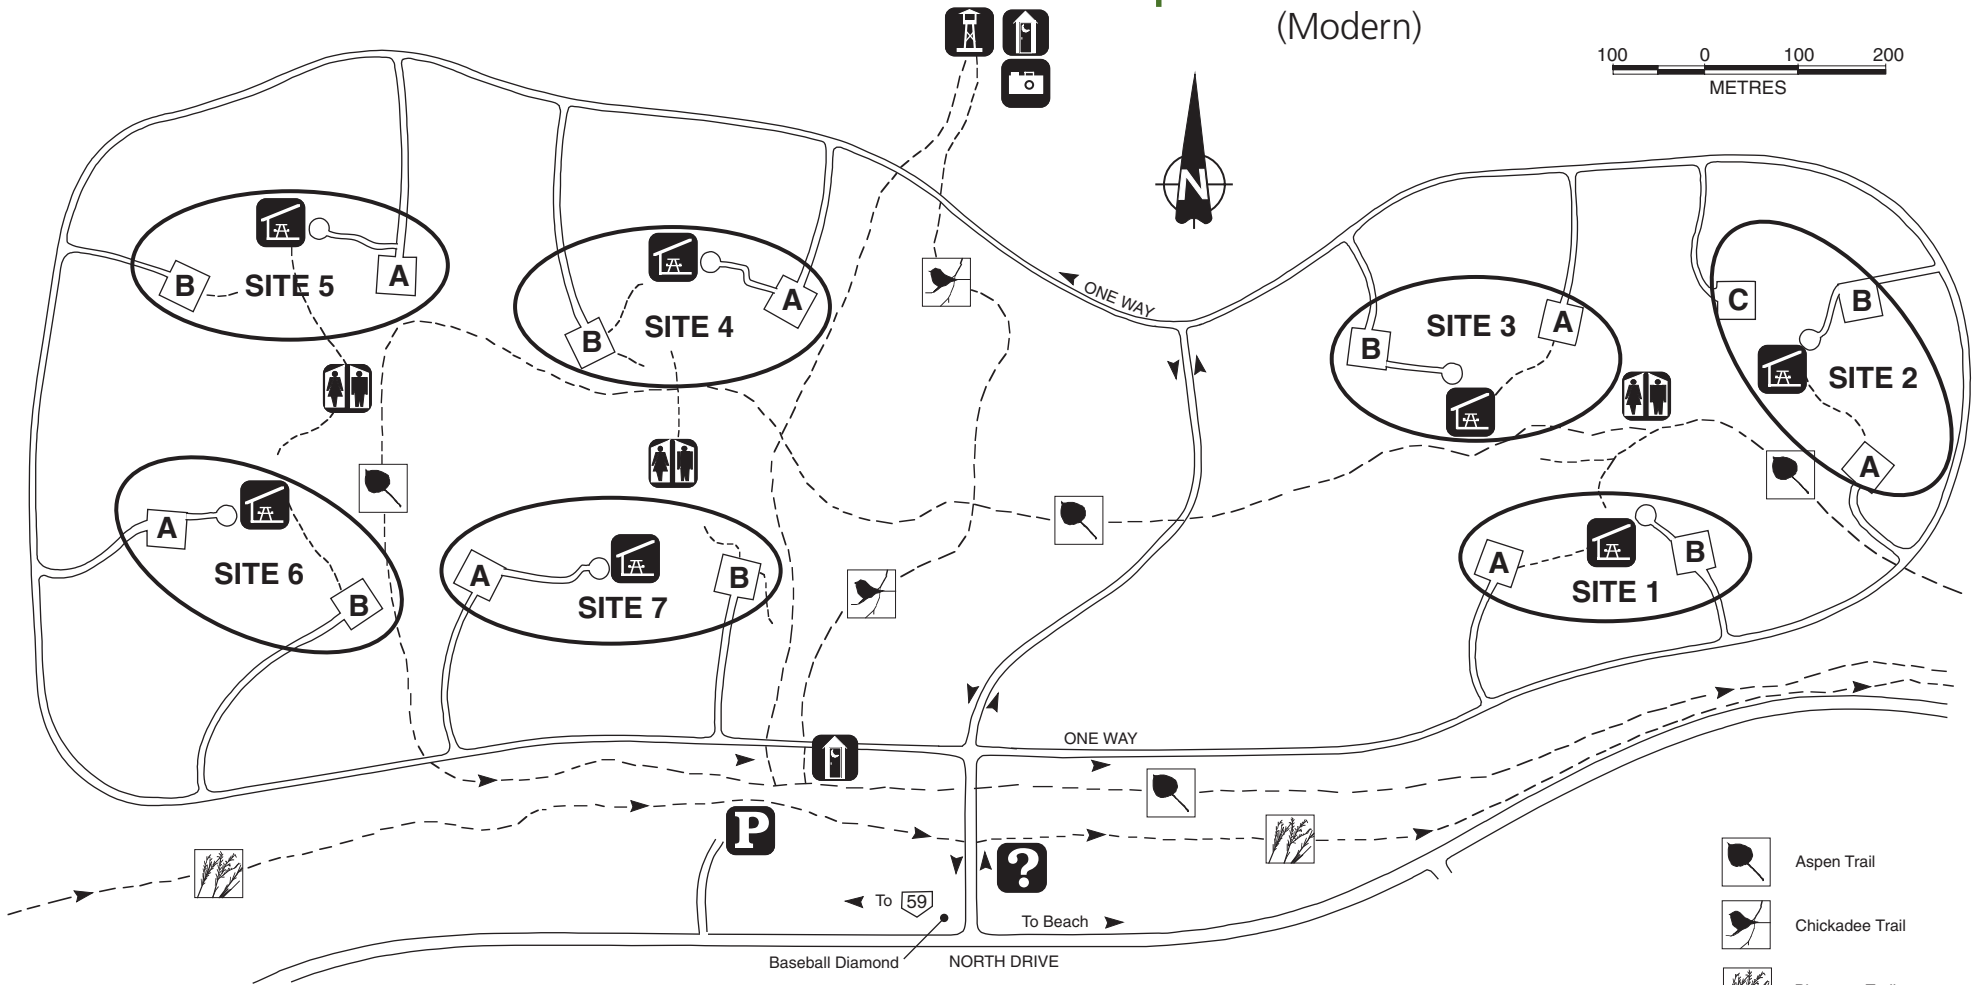 (Modern)
100 0 100 200
METRES
N
ONE WAY
SITE 5
A
B
SITE 4
A
B
SITE 3
A
B
C
B
SITE 2
A
A
SITE 6
B
A
SITE 7
B
A
B
SITE 1
ONE WAY
P
?
To 59
To Beach
Baseball Diamond
NORTH DRIVE
Aspen Trail
Chickadee Trail